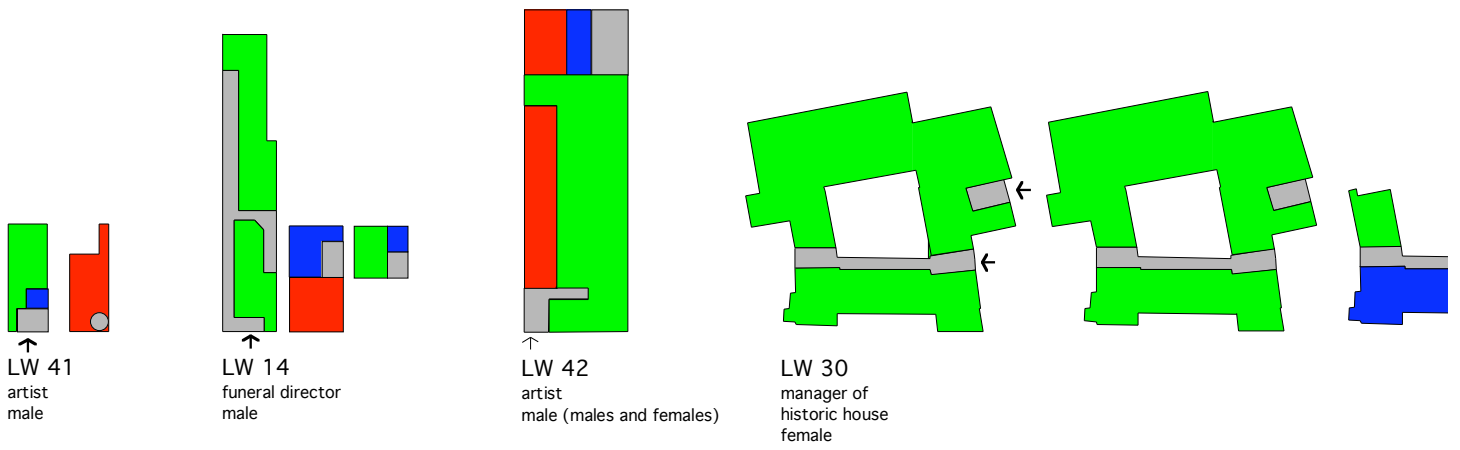 LW 41
artist
male
LW 14
funeral director
male
LW 42
artist
male (males and females)
LW 30
manager of
historic house
female